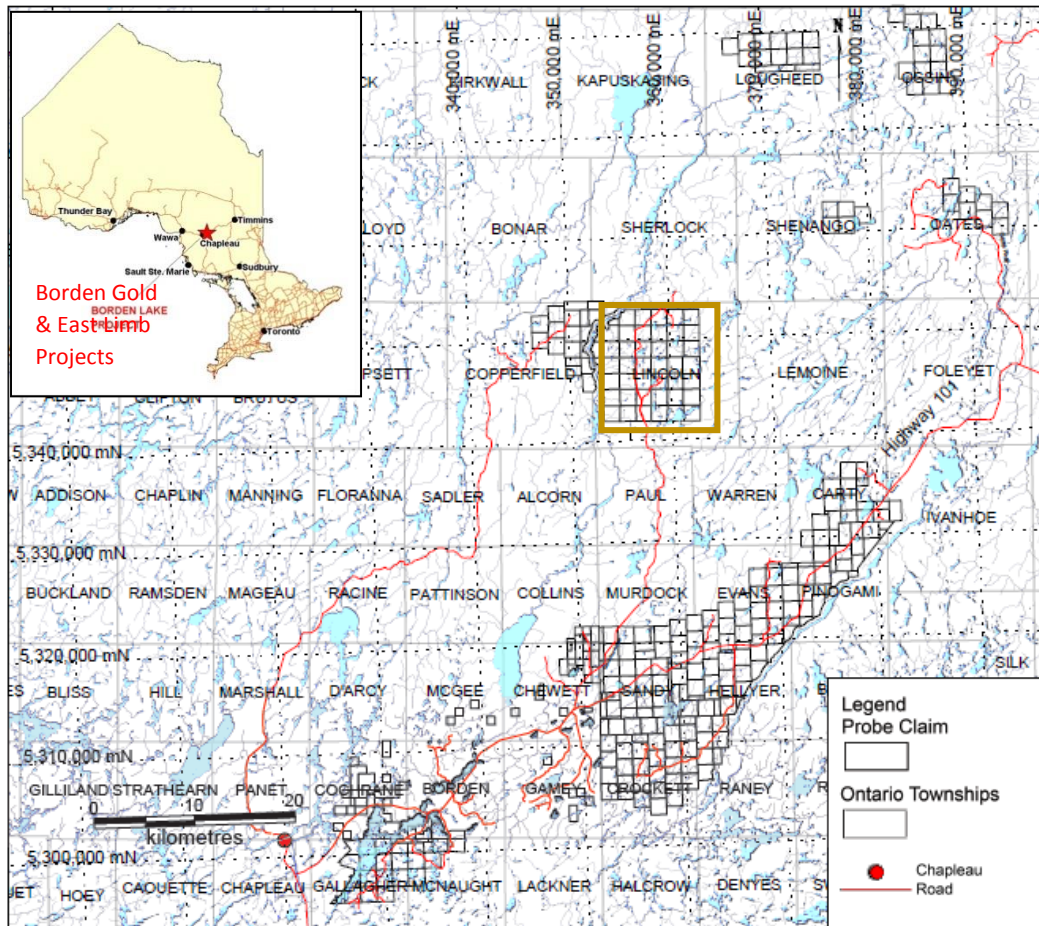 Thunder Bay
Timmins
Wawa
Chapleau
Sault Ste. Marie
Sudbury
Borden Gold
& East Limb
Projects
BORDEN LAKE
Toronto
340,000 mE
350,000 mE
360,000 mE
370,000 mE
380,000 mE
390,000 mE
N
KIRKWALL KAPUSKASING LOUGHEED
BONAR SHERLOCK SHENANGO OATES
COPPERFIELD LINCOLN LEMOINE FOLEYET
Highway 101
5,340,000 mN
ADDISON CHAPLIN MANNING FLORANNA SADLER ALCORN PAUL WARREN CARTY
IVANHOE
5,330,000 mN
BUCKLAND RAMSDEN MAGEAU RACINE PATTINSON COLLINS MURDOCK EVANS PINOGAMI
5,320,000 mN
SILK
BLISS HILL MARSHALL D'ARCY MCGEE CHEWETT SANDY HELLYER
5,310,000 mN
GILLILAND STRATHEARN PANET COCHRANE BORDEN GAMEY CROCKETT RANEY
0 10 20
kilometres
5,300,000 mN
HOEY CAOUETTE CHAPLEAU GALLAGHER MCNAUGHT LACKNER HALCROW DENYES
Legend
Probe Claim
Ontario Townships
Chapleau
Road